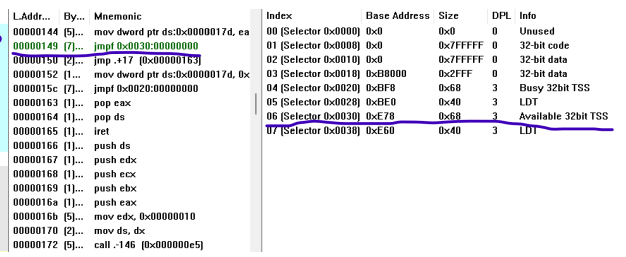 L.Addr... By... Mnemonic
00000144 (5)... mov dword ptr ds:0x0000017d, ea
00000149 (7)... jmpf 0x0030:00000000
00000150 (2)... jmp .+17 (0x00000163)
00000152 (1... mov dword ptr ds:0x0000017d, 0x
0000015c (7)... jmpf 0x0020:00000000
00000163 (1)... pop eax
00000164 (1)... pop ds
00000165 (1)... iret
00000166 (1)... push ds
00000167 (1)... push edx
00000168 (1)... push ecx
00000169 (1)... push ebx
0000016a (1)... push eax
0000016b (5)... mov edx, 0x00000010
00000170 (2)... mov ds, dx
00000172 (5)... call .-146 (0x000000e5)
Index Base Address Size DPL Info
00 (Selector 0x0000) 0x0 0x0 0 Unused
01 (Selector 0x0008) 0x0 0x7FFFFF 0 32-bit code
02 (Selector 0x0010) 0x0 0x7FFFFF 0 32-bit data
03 (Selector 0x0018) 0xB8000 0x2FFF 0 32-bit data
04 (Selector 0x0020) 0xBF8 0x68 3 Busy 32bit TSS
05 (Selector 0x0028) 0xBE0 0x40 3 LDT
06 (Selector 0x0030) 0xE78 0x68 3 Available 32bit TSS
07 (Selector 0x0038) 0xE60 0x40 3 LDT